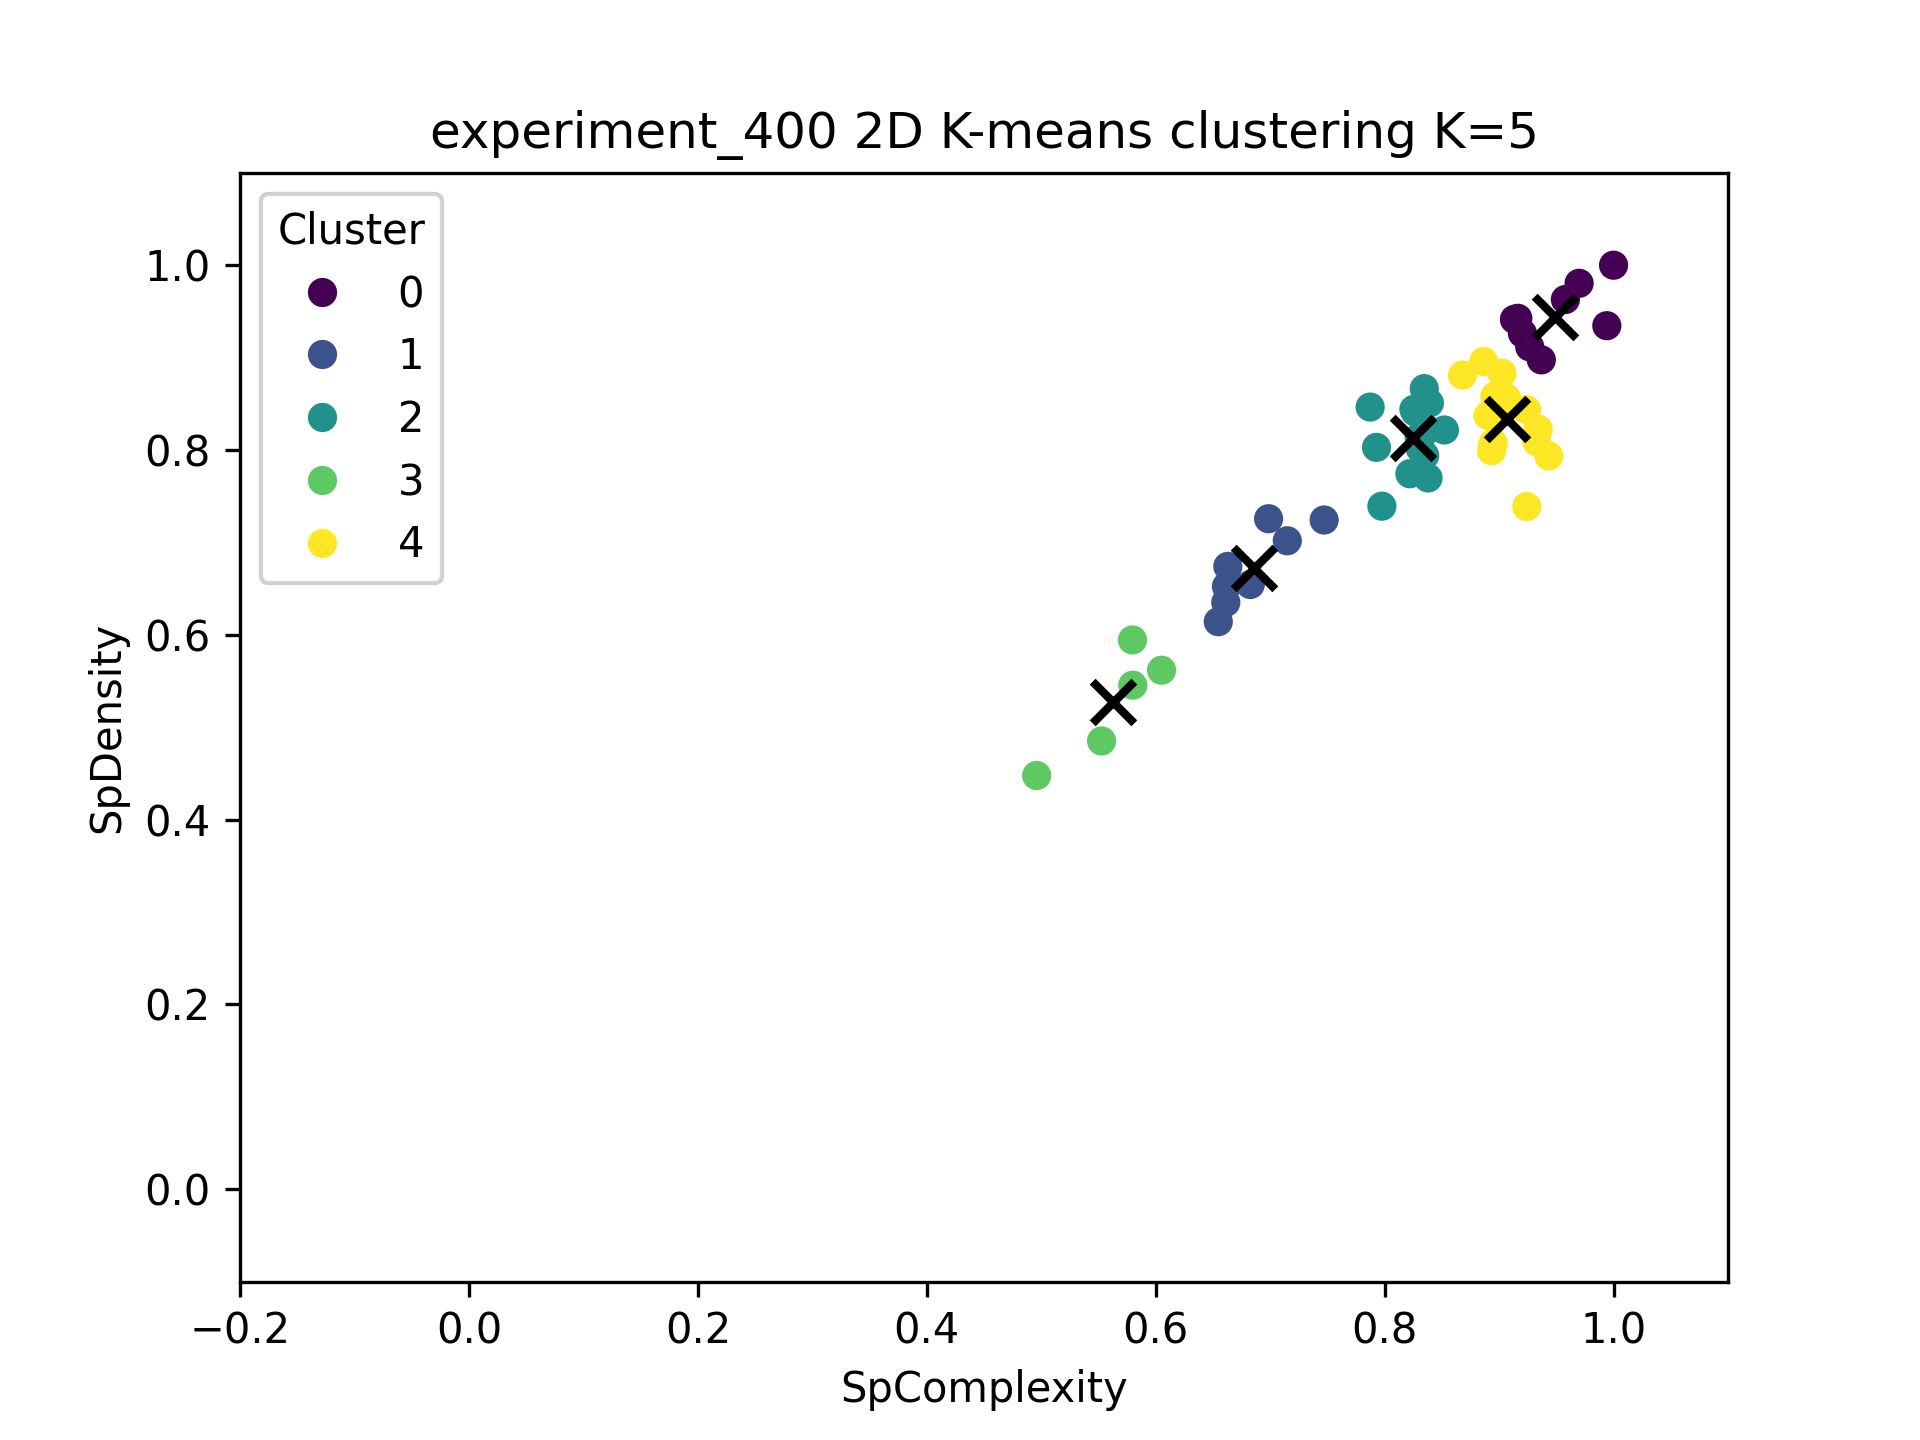 experiment_400 2D K-means clustering K=5
Cluster
0
1
2
3
4
SpDensity
1.0
0.8
0.6
0.4
0.2
0.0
−0.2 0.0 0.2 0.4 0.6 0.8 1.0
SpComplexity